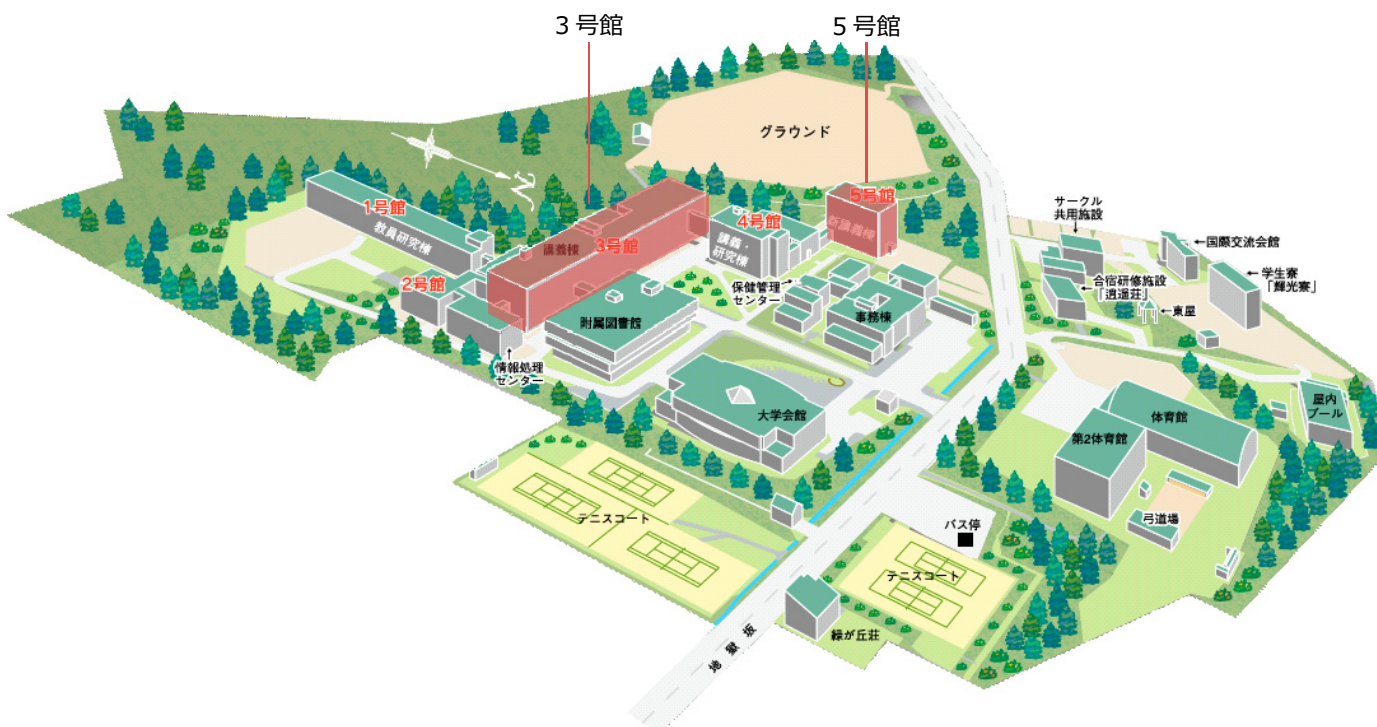 ３号館
５号館
グラウンド
N
1号館
教員研究棟
講義棟
3号館
4号館
講義・
研究棟
5号館
新講義棟
サークル
共用施設
国際交流会館
学生寮
「輝光寮」
合宿研修施設
「逍遥荘」
東屋
2号館
保健管理
センター
附属図書館
事務棟
情報処理
センター
大学会館
屋内
プール
体育館
第2体育館
弓道場
テニスコート
バス停
テニスコート
緑が丘荘
地獄坂